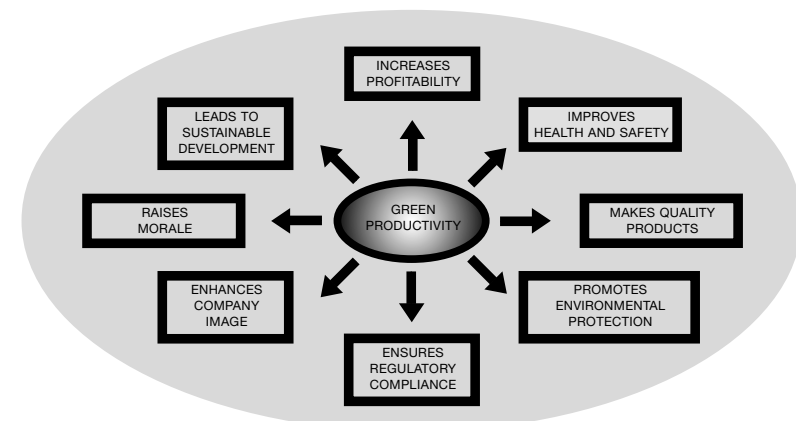 INCREASES
PROFITABILITY
LEADS TO
SUSTAINABLE
DEVELOPMENT
IMPROVES
HEALTH AND SAFETY
RAISES
MORALE
GREEN
PRODUCTIVITY
MAKES QUALITY
PRODUCTS
ENHANCES
COMPANY
IMAGE
PROMOTES
ENVIRONMENTAL
PROTECTION
ENSURES
REGULATORY
COMPLIANCE